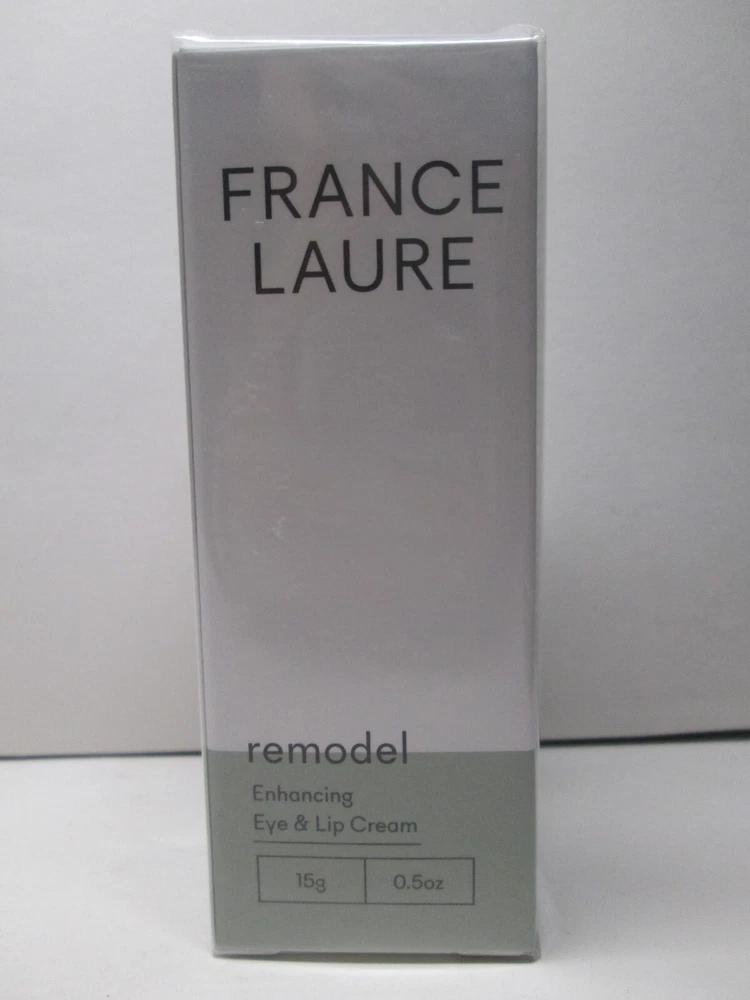 FRANCE
LAURE
remodel
Enhancing
Eye & Lip Cream
15g 0.5oz